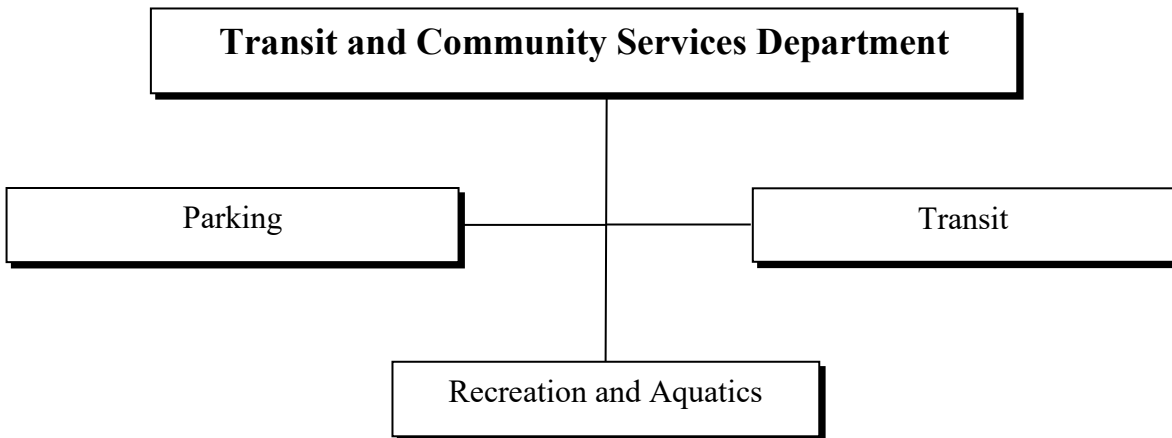 Transit and Community Services Department
Parking
Transit
Recreation and Aquatics